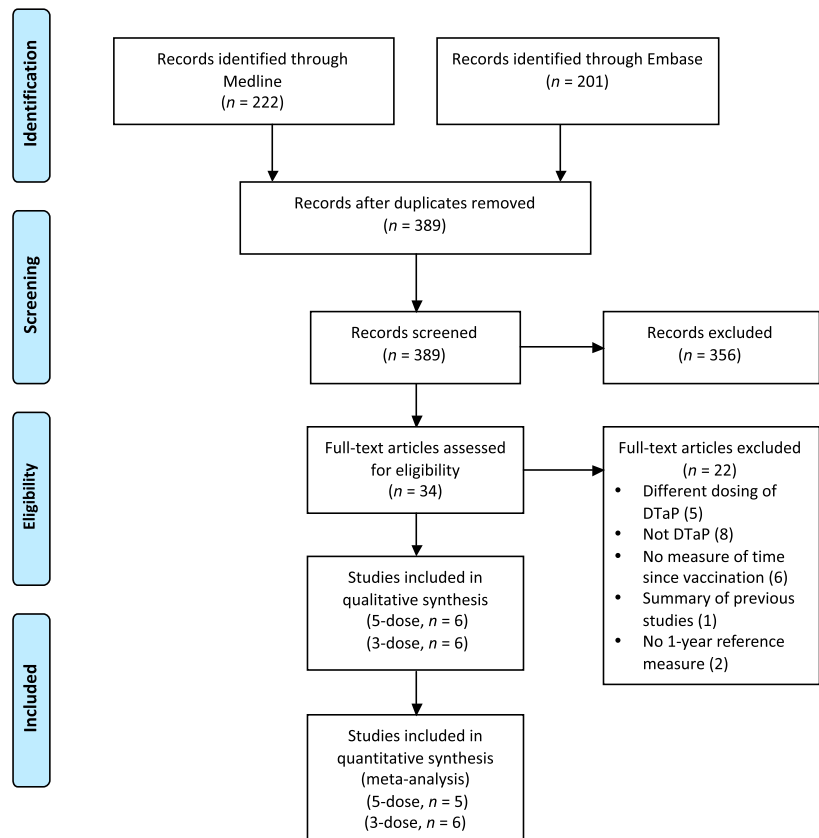 Identification
Records identified through
Medline
(n = 222)
Records identified through Embase
(n = 201)
Records after duplicates removed
(n = 389)
Screening
Records screened
(n = 389)
Records excluded
(n = 356)
Eligibility
Full-text articles assessed
for eligibility
(n = 34)
Full-text articles excluded
(n = 22)
• Different dosing of
DTaP (5)
• Not DTaP (8)
• No measure of time
since vaccination (6)
• Summary of previous
studies (1)
• No 1-year reference
measure (2)
Studies included in
qualitative synthesis
(5-dose, n = 6)
(3-dose, n = 6)
Included
Studies included in
quantitative synthesis
(meta-analysis)
(5-dose, n = 5)
(3-dose, n = 6)